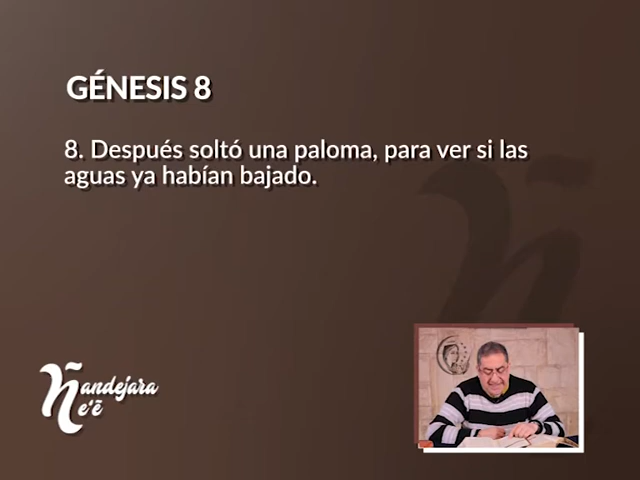 GÉNESIS 8
8. Después soltó una paloma, para ver si las
aguas ya habían bajado.
Ñandejara
Ñe'ẽ